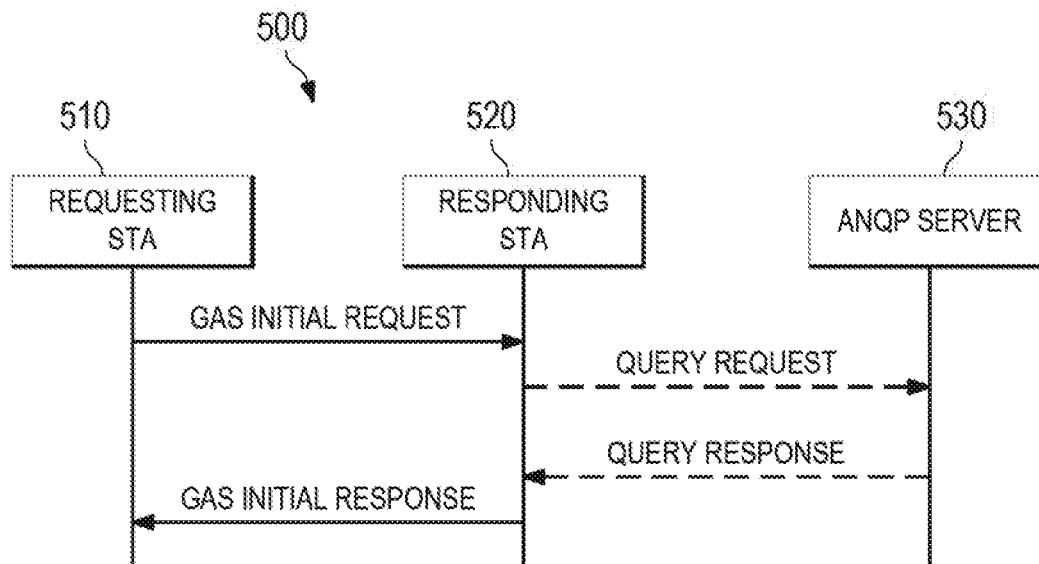 500
510
520
530
REQUESTING
STA
RESPONDING
STA
ANQP SERVER
GAS INITIAL REQUEST
QUERY REQUEST
QUERY RESPONSE
GAS INITIAL RESPONSE